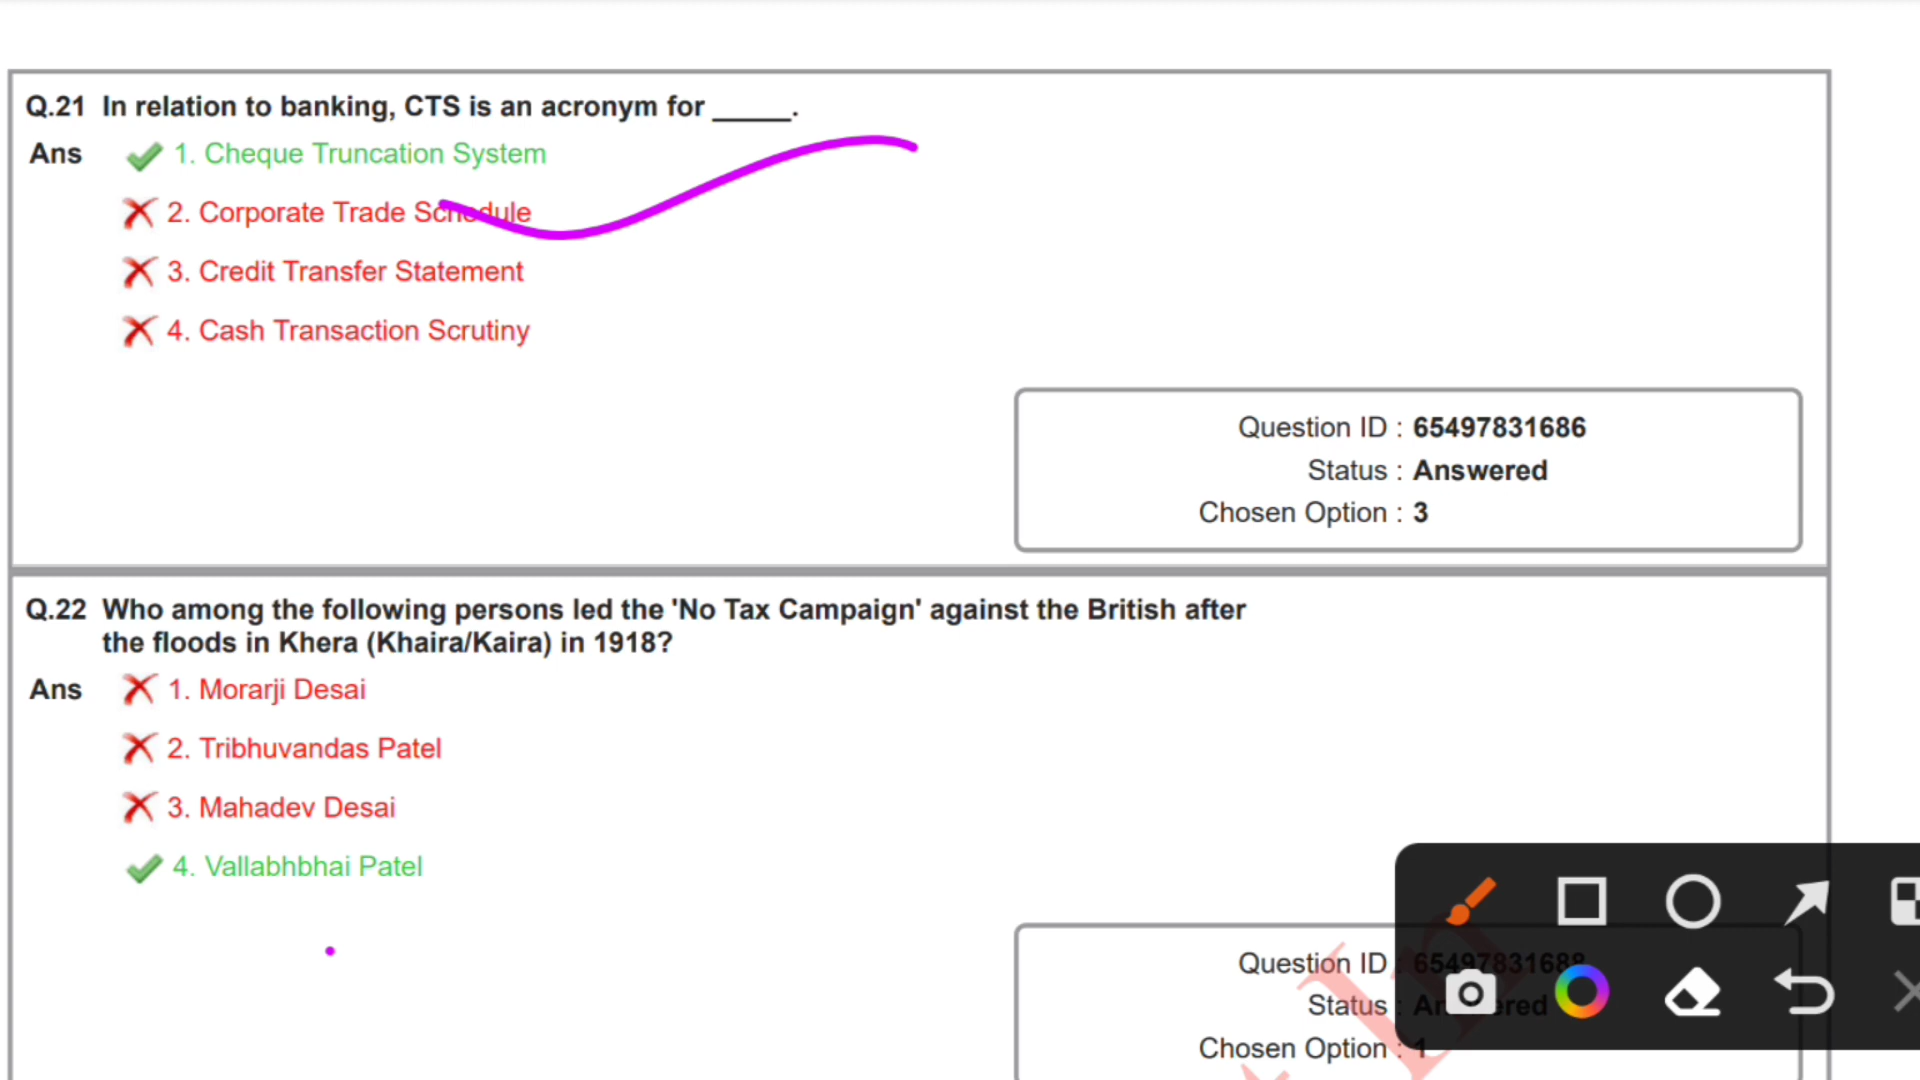 Q.21 In relation to banking, CTS is an acronym for _____.
Ans 1. Cheque Truncation System
2. Corporate Trade Schedule
3. Credit Transfer Statement
4. Cash Transaction Scrutiny
Question ID : 65497831686
Status : Answered
Chosen Option : 3
Q.22 Who among the following persons led the 'No Tax Campaign' against the British after
the floods in Khera (Khaira/Kaira) in 1918?
Ans 1. Morarji Desai
2. Tribhuvandas Patel
3. Mahadev Desai
4. Vallabhbhai Patel
Question ID : 65497831688
Status : Answered
Chosen Option : 1